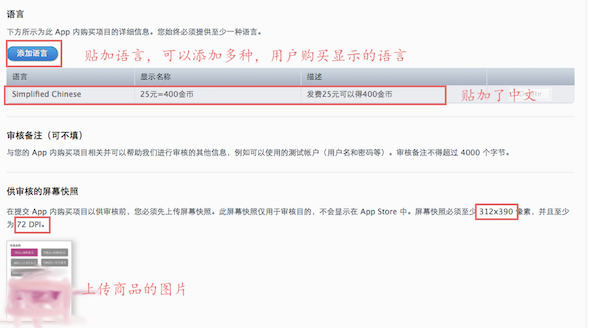 语言
下方所示为此 App 内购买项目的详细信息。您始终必须提供至少一种语言。
添加语言
贴加语言，可以添加多种，用户购买显示的语言
语言 显示名称 描述
Simplified Chinese 25元=400金币 发费25元可以得400金币
贴加了中文
审核备注（可不填）
与您的 App 内购买项目相关并可以帮助我们进行审核的其他信息，例如可以使用的测试帐户（用户名和密码等）。审核备注不得超过 4000 个字节。
供审核的屏幕快照
在提交 App 内购买项目以供审核前，您必须先上传屏幕快照。此屏幕快照仅用于审核目的，不会显示在 App Store 中。屏幕快照必须至少 312x390 像素，并且至少
为 72 DPI。
上传商品的图片